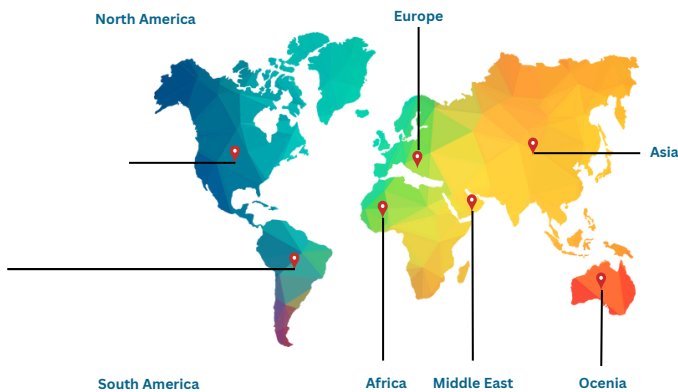 Europe
North America
Asia
South America
Africa
Middle East
Ocenia